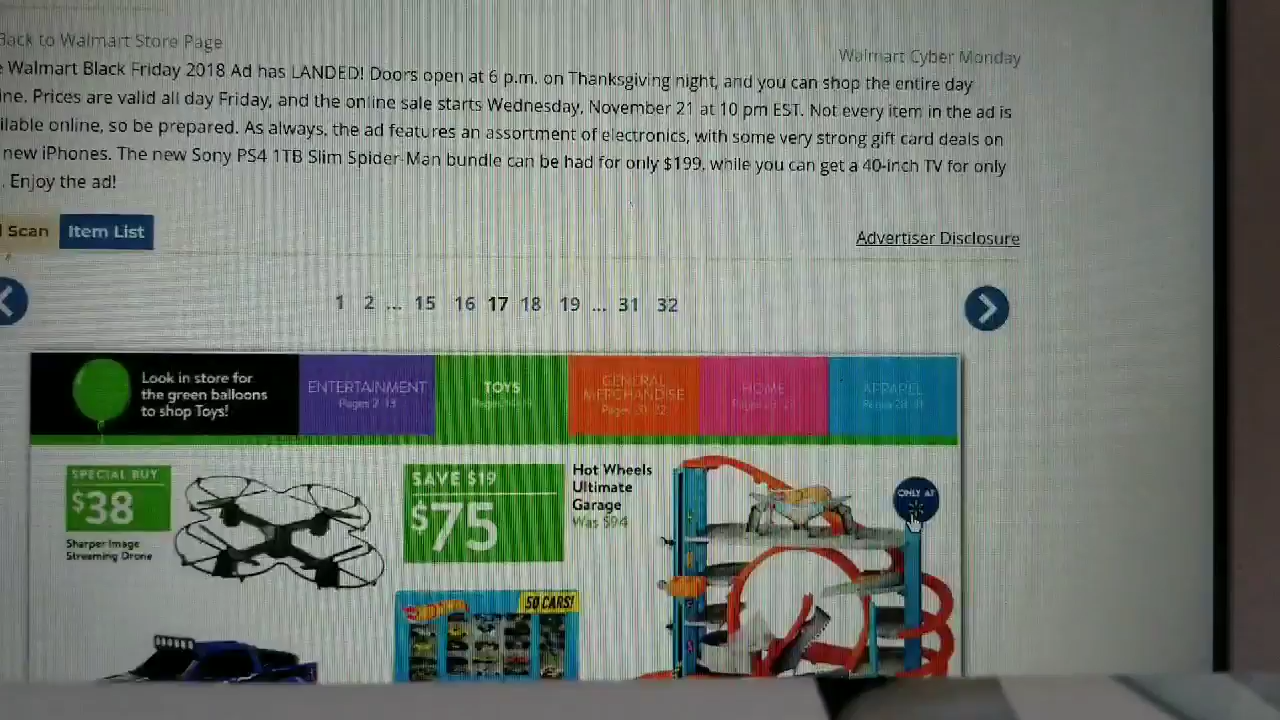 Back to Walmart Store Page
Walmart Cyber Monday
Walmart Black Friday 2018 Ad has LANDED! Doors open at 6 p.m. on Thanksgiving night, and you can shop the entire day
ine. Prices are valid all day Friday, and the online sale starts Wednesday, November 21 at 10 pm EST. Not every item in the ad is
ilable online, so be prepared. As always, the ad features an assortment of electronics, with some very strong gift card deals on
new iPhones. The new Sony PS4 1TB Slim Spider-Man bundle can be had for only $199, while you can get a 40-inch TV for only
. Enjoy the ad!
Scan
Item List
Advertiser Disclosure
1 2 ... 15 16 17 18 19 ... 31 32
Look in store for
the green balloons
to shop Toys!
ENTERTAINMENT
Pages 2-13
TOYS
GENERAL
MERCHANDISE
HOME
APPAREL
SPECIAL BUY
$38
Sharper Image
Streaming Drone
SAVE $19
$75
Hot Wheels
Ultimate
Garage
Was $94
ONLY AT
50 CARS!